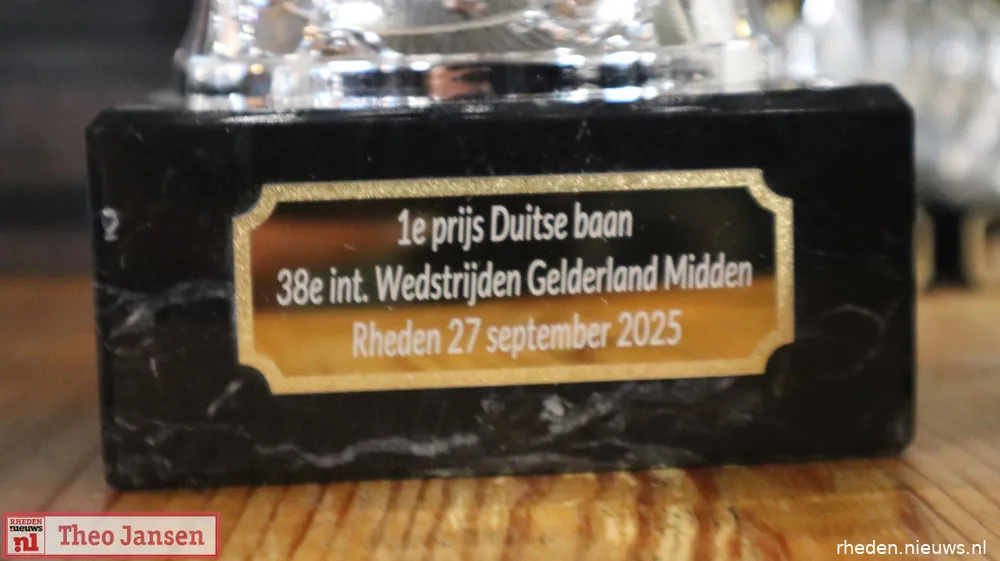 1e prijs Duitse baan
38e int. Wedstrijden Gelderland Midden
Rheden 27 september 2025
RHEDEN
nieuws
.nl
Theo Jansen
rheden.nieuws.nl